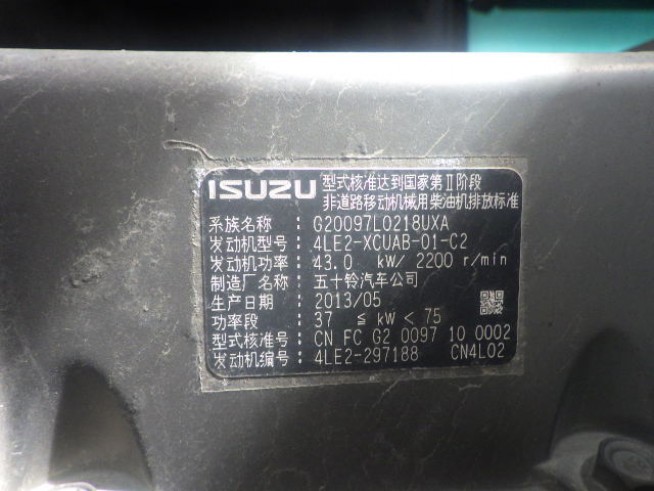 ISUZU 型式核准达到国家第Ⅱ阶段
非道路移动机械用柴油机排放标准
系族名称: G20097L0218UXA
发动机型号: 4LE2-XCUAB-01-C2
发动机功率: 43.0 kW/ 2200 r/min
制造厂名称: 五十铃汽车公司
生产日期: 2013/05
功率段: 37 ≦ kW < 75
型式核准号: CN FC G2 0097 10 0002
发动机编号: 4LE2-297188 CN4L02